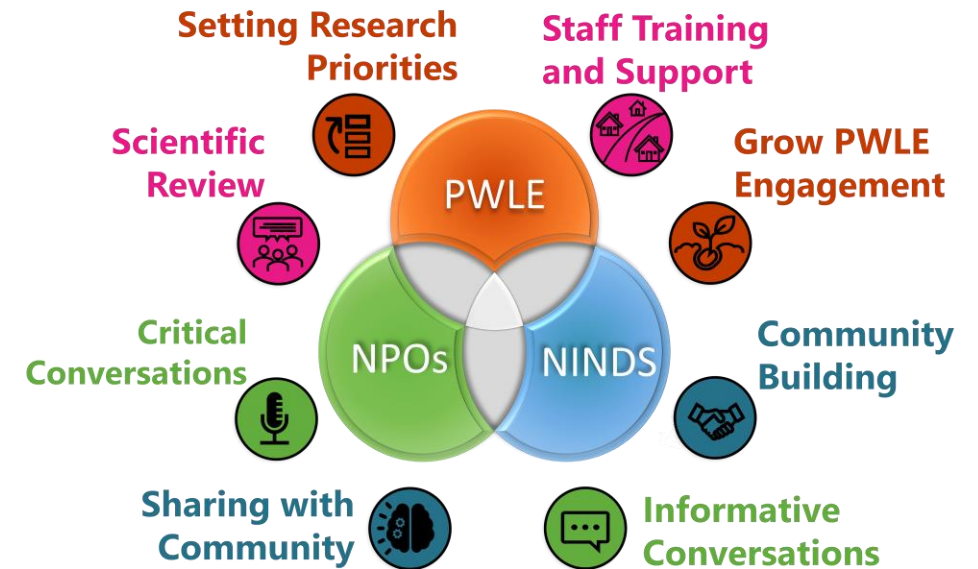 Setting Research
Priorities
Staff Training
and Support
Scientific
Review
Grow PWLE
Engagement
PWLE
Critical
Conversations
NPOs
NINDS
Community
Building
Sharing with
Community
Informative
Conversations